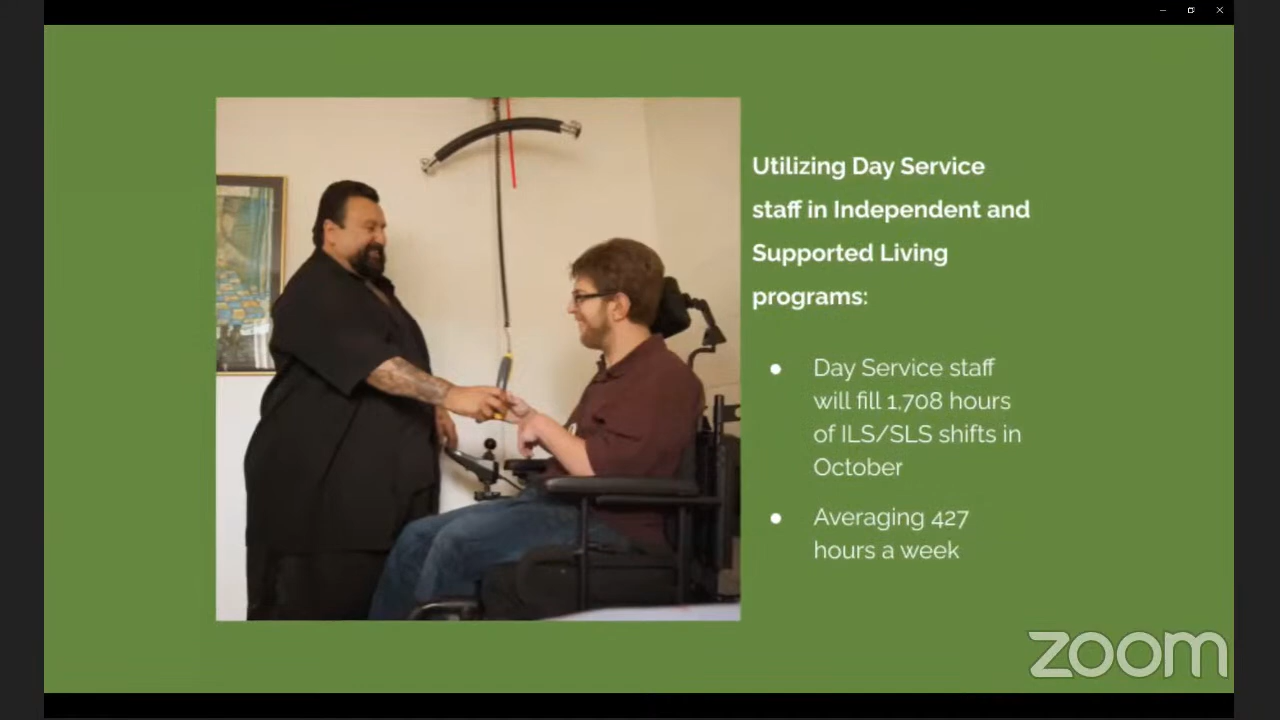 Utilizing Day Service
staff in Independent and
Supported Living
programs:
● Day Service staff
will fill 1,708 hours
of ILS/SLS shifts in
October
● Averaging 427
hours a week
zoom